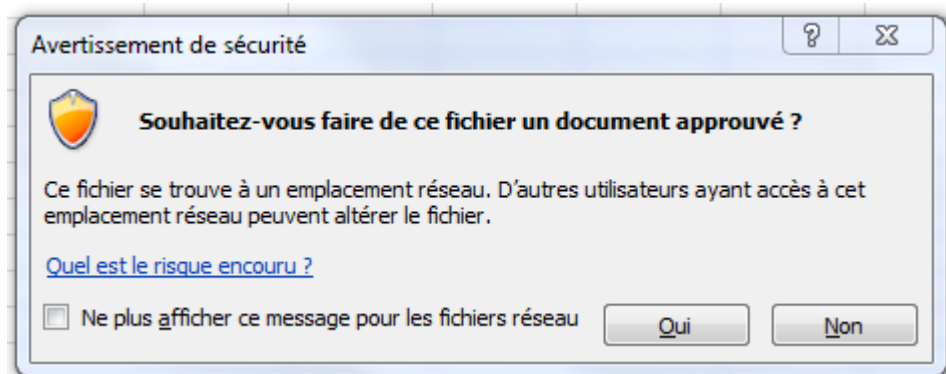 Avertissement de sécurité
Souhaitez-vous faire de ce fichier un document approuvé ?
Ce fichier se trouve à un emplacement réseau. D’autres utilisateurs ayant accès à cet
emplacement réseau peuvent altérer le fichier.
Quel est le risque encouru ?
Ne plus afficher ce message pour les fichiers réseau Oui Non